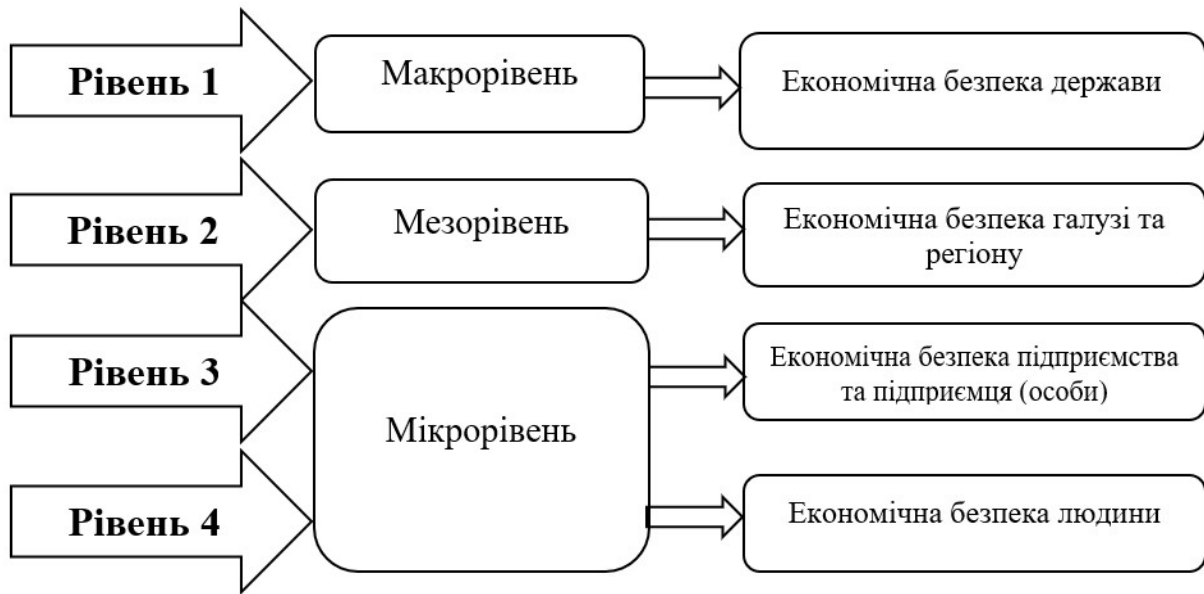 Рівень 1
Макрорівень
Економічна безпека держави
Рівень 2
Мезорівень
Економічна безпека галузі та
регіону
Рівень 3
Мікрорівень
Економічна безпека підприємства
та підприємця (особи)
Рівень 4
Економічна безпека людини